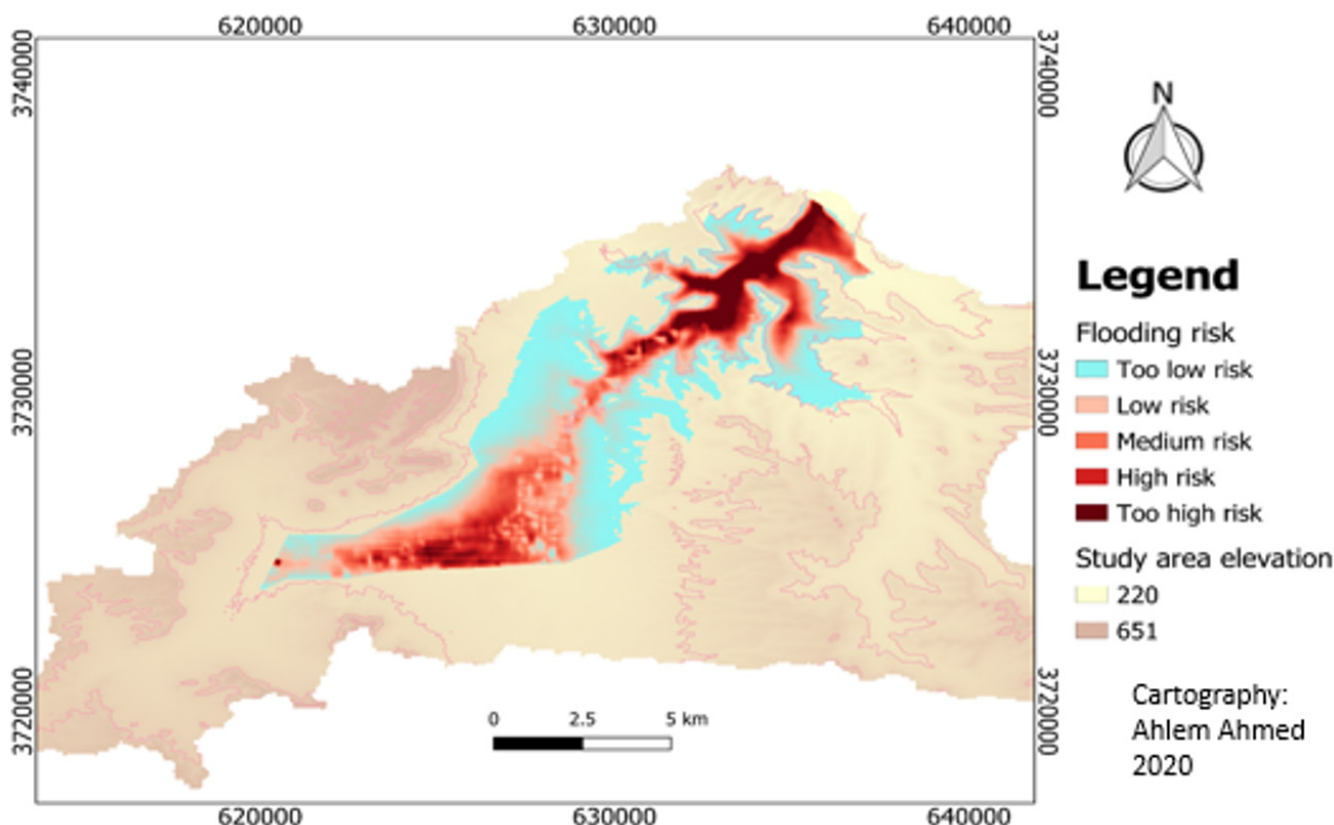 620000 630000 640000
3740000 3740000
N
Legend
Flooding risk
Too low risk
Low risk
Medium risk
High risk
Too high risk
3730000 3730000
Study area elevation
220
651
3720000 3720000
0 2.5 5 km
Cartography:
Ahlem Ahmed
2020
620000 630000 640000